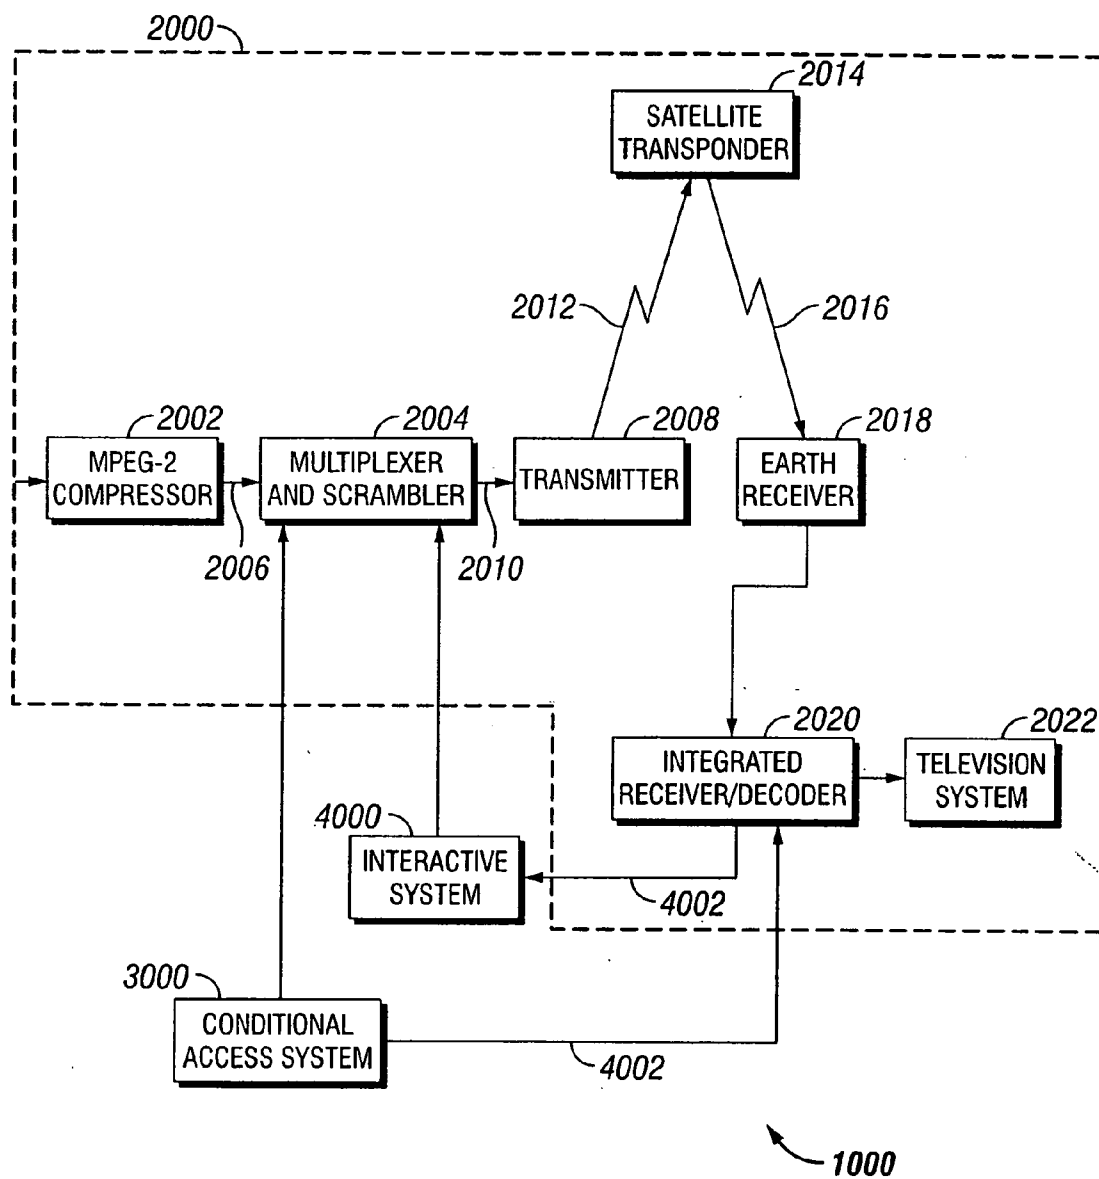 2000
2014
SATELLITE
TRANSPONDER
2012
2016
2002
2004
2008
2018
MPEG-2
COMPRESSOR
MULTIPLEXER
AND SCRAMBLER
TRANSMITTER
EARTH
RECEIVER
2006
2010
2020
2022
INTEGRATED
RECEIVER/DECODER
TELEVISION
SYSTEM
4000
INTERACTIVE
SYSTEM
4002
3000
CONDITIONAL
ACCESS SYSTEM
4002
1000